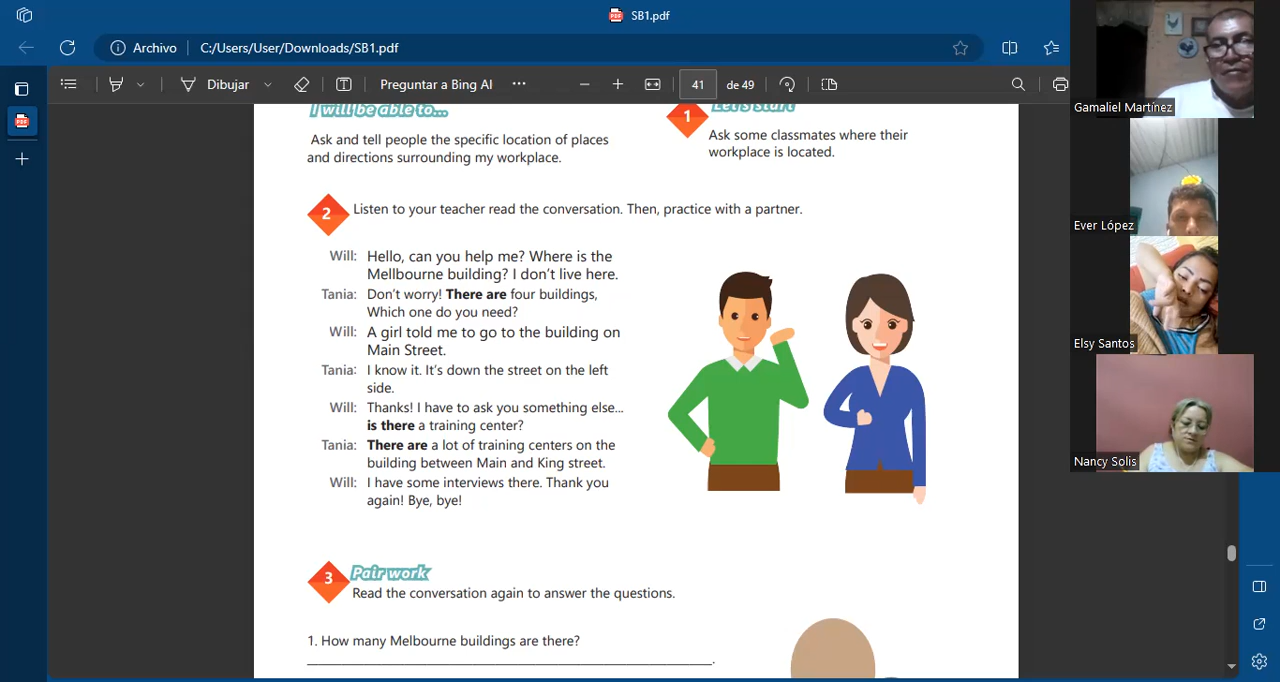 SB1.pdf
Archivo
C:/Users/User/Downloads/SB1.pdf
Dibujar
Preguntar a Bing AI
41
de 49
I will be able to...
Let's start
Ask and tell people the specific location of places
and directions surrounding my workplace.
1
Ask some classmates where their
workplace is located.
2
Listen to your teacher read the conversation. Then, practice with a partner.
Will: Hello, can you help me? Where is the
Mellbourne building? I don't live here.
Tania: Don't worry! There are four buildings,
Which one do you need?
Will: A girl told me to go to the building on
Main Street.
Tania: I know it. It's down the street on the left
side.
Will: Thanks! I have to ask you something else...
is there a training center?
Tania: There are a lot of training centers on the
building between Main and King street.
Will: I have some interviews there. Thank you
again! Bye, bye!
3
Pair work
Read the conversation again to answer the questions.
1. How many Melbourne buildings are there?
Gamaliel Martínez
Ever López
Elsy Santos
Nancy Solis